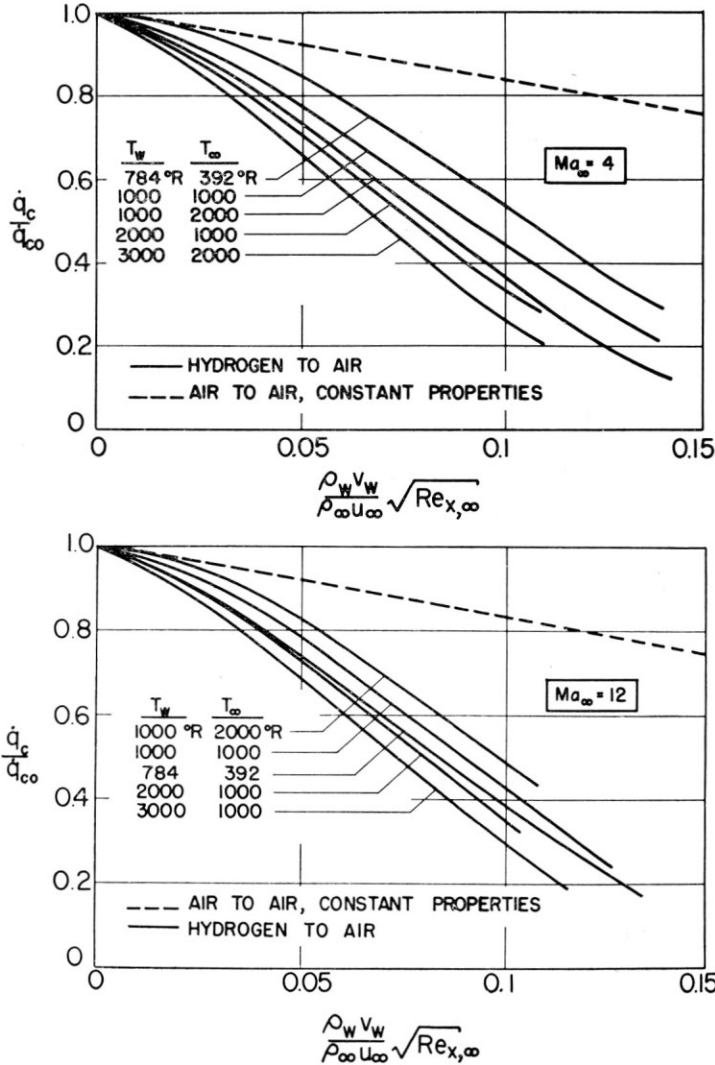 1.0
0.8
0.6
0.4
0.2
0
q̇c
q̇co
Tw T∞
784 °R 392 °R
1000 1000
1000 2000
2000 1000
3000 2000
Ma∞ = 4
HYDROGEN TO AIR
AIR TO AIR, CONSTANT PROPERTIES
0 0.05 0.1 0.15
ρw vw
ρ∞ u∞ √Rex,∞
1.0
0.8
0.6
0.4
0.2
0
q̇c
q̇co
Tw T∞
1000 °R 2000 °R
1000 1000
784 392
2000 1000
3000 1000
Ma∞ = 12
AIR TO AIR, CONSTANT PROPERTIES
HYDROGEN TO AIR
0 0.05 0.1 0.15
ρw vw
ρ∞ u∞ √Rex,∞